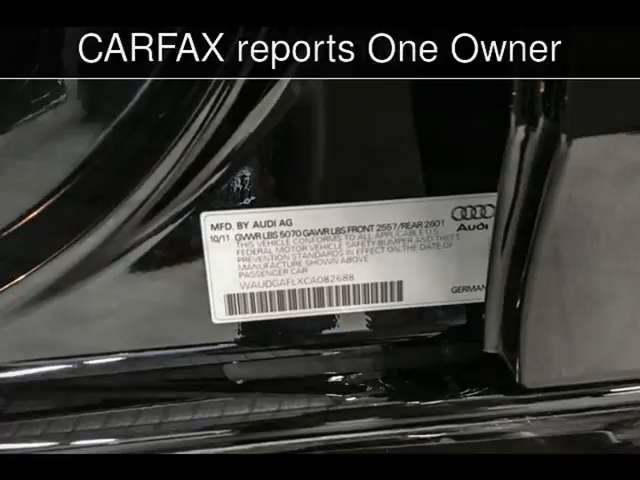 CARFAX reports One Owner
MFD. BY AUDI AG
10/11 GVWR LBS 5070 GAWR LBS FRONT 2557/REAR 2601
THIS VEHICLE CONFORMS TO ALL APPLICABLE U.S.
FEDERAL MOTOR VEHICLE SAFETY BUMPER AND THEFT
PREVENTION STANDARDS IN EFFECT ON THE DATE OF
MANUFACTURE SHOWN ABOVE
PASSENGER CAR
WAUDGAFLXCA082688
Audi
GERMAN